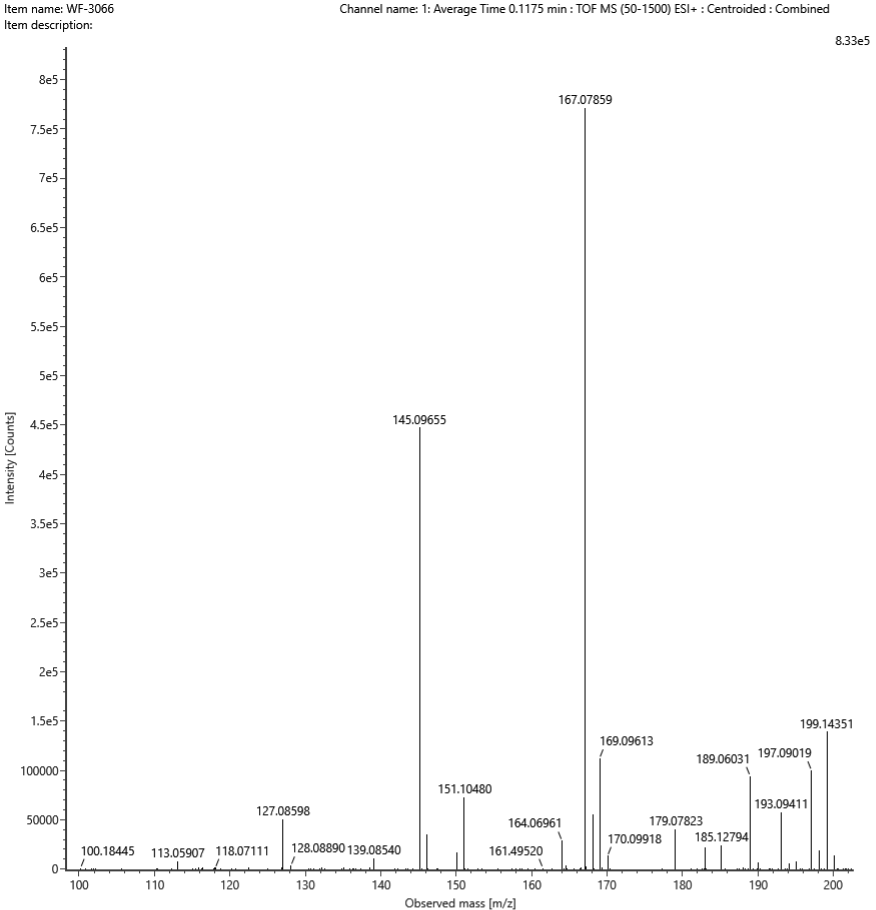 Item name: WF-3066
Channel name: 1: Average Time 0.1175 min : TOF MS (50-1500) ESI+ : Centroided : Combined
Item description:
8.33e5
8e5
7.5e5
7e5
6.5e5
6e5
5.5e5
5e5
4.5e5
4e5
3.5e5
3e5
2.5e5
2e5
1.5e5
100000
50000
0
Intensity [Counts]
167.07859
145.09655
199.14351
169.09613
189.06031
197.09019
151.10480
127.08598
193.09411
164.06961
179.07823
185.12794
100.18445
113.05907
118.07111
128.08890
139.08540
161.49520
170.09918
100
110
120
130
140
150
160
170
180
190
200
Observed mass [m/z]